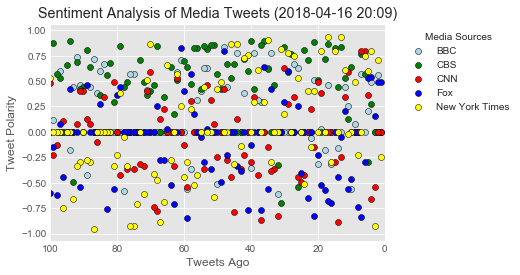 Sentiment Analysis of Media Tweets (2018-04-16 20:09)
Media Sources
BBC
CBS
CNN
Fox
New York Times
Tweet Polarity
1.00
0.75
0.50
0.25
0.00
−0.25
−0.50
−0.75
−1.00
100 80 60 40 20 0
Tweets Ago